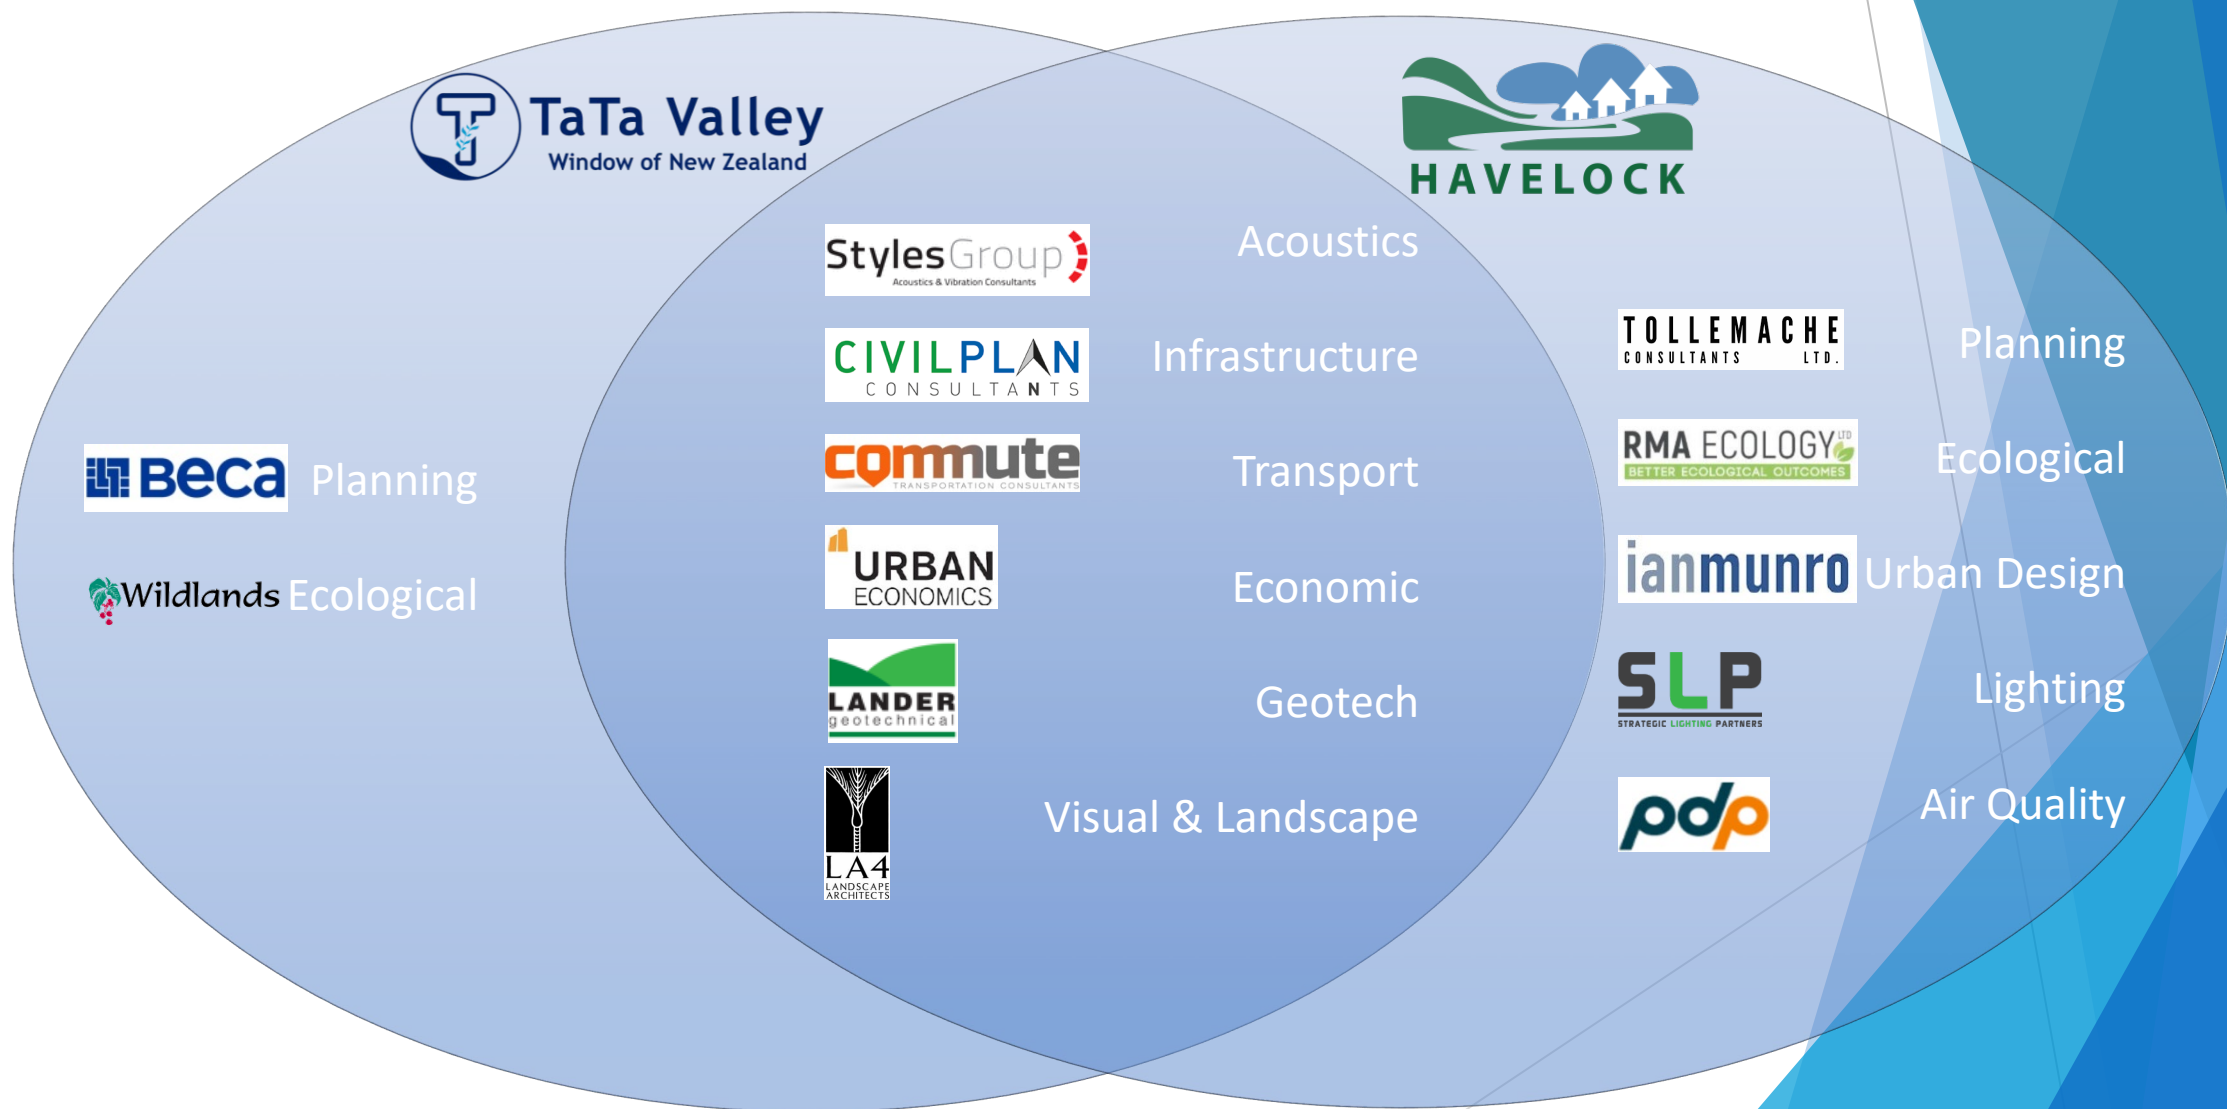 TaTa Valley
Window of New Zealand
HAVELOCK
Beca Planning
Wildlands Ecological
StylesGroup Acoustics
Acoustics & Vibration Consultants
CIVILPLAN Infrastructure
CONSULTANTS
commute Transport
TRANSPORTATION CONSULTANTS
URBAN
ECONOMICS
Economic
LANDER
geotechnical
Geotech
Visual & Landscape
LA4
LANDSCAPE
ARCHITECTS
TOLLEMACHE
CONSULTANTS LTD.
Planning
RMA ECOLOGY LTD
BETTER ECOLOGICAL OUTCOMES
Ecological
ianmunro Urban Design
SLP
STRATEGIC LIGHTING PARTNERS
Lighting
pdp Air Quality